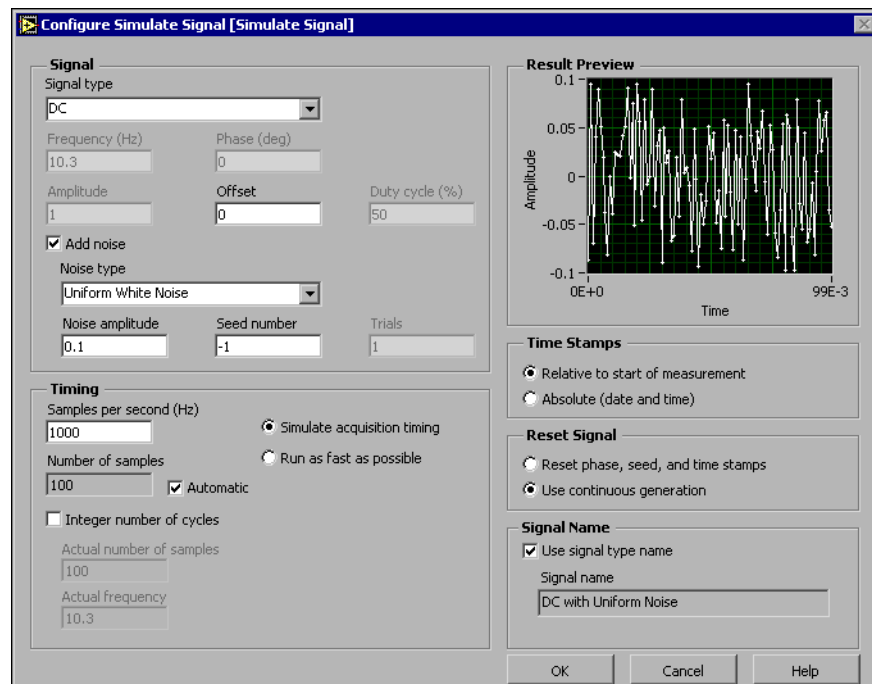 Configure Simulate Signal [Simulate Signal]
Signal
Signal type
DC
Frequency (Hz) Phase (deg)
10.3 0
Amplitude Offset Duty cycle (%)
1 0 50
Add noise
Noise type
Uniform White Noise
Noise amplitude Seed number Trials
0.1 -1 1
Timing
Samples per second (Hz)
1000
Simulate acquisition timing
Number of samples
Run as fast as possible
100 Automatic
Integer number of cycles
Actual number of samples
100
Actual frequency
10.3
Result Preview
0.1
0.05
0
-0.05
-0.1
Amplitude
0E+0 99E-3
Time
Time Stamps
Relative to start of measurement
Absolute (date and time)
Reset Signal
Reset phase, seed, and time stamps
Use continuous generation
Signal Name
Use signal type name
Signal name
DC with Uniform Noise
OK Cancel Help